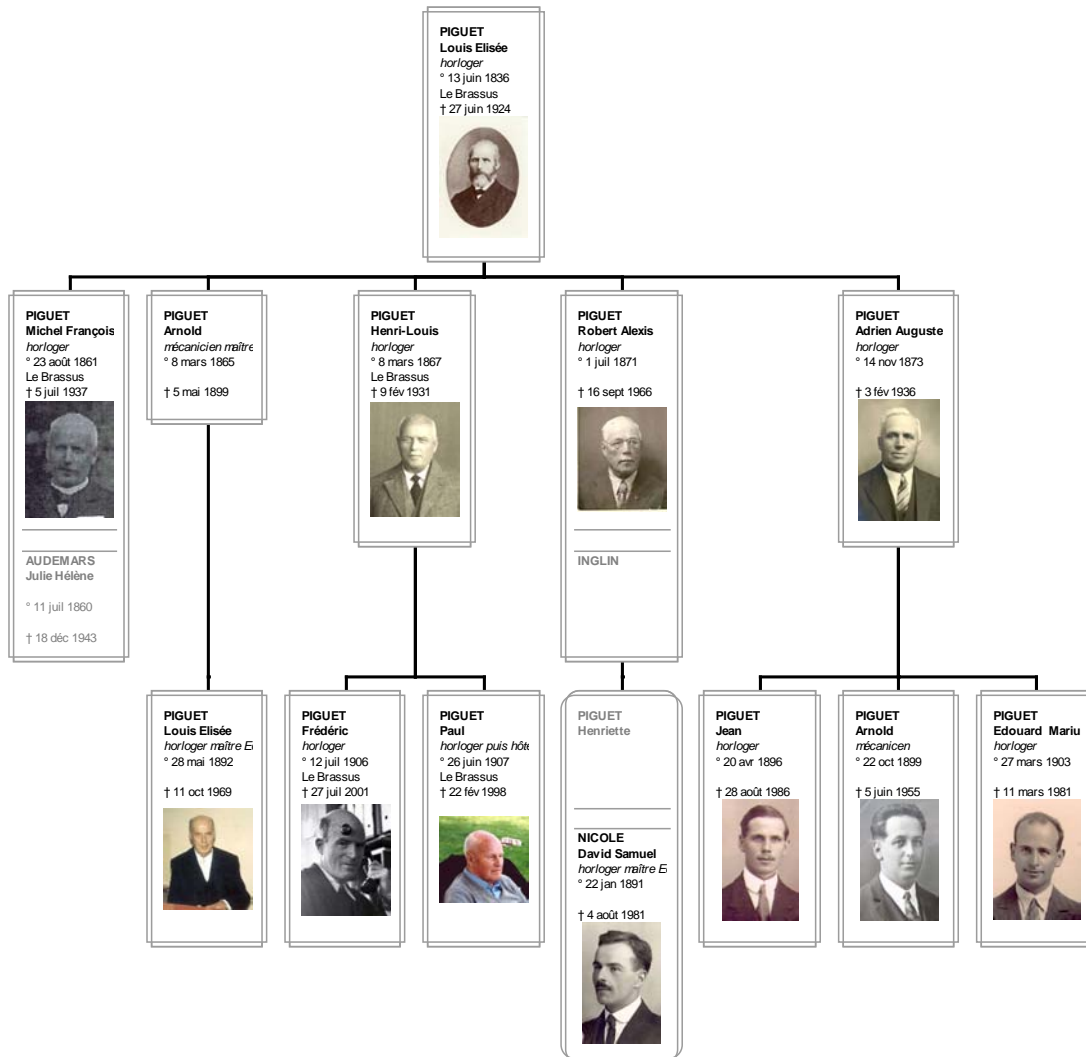 PIGUET
Louis Elisée
horloger
° 13 juin 1836
Le Brassus
† 27 juin 1924
PIGUET
Michel François
horloger
° 23 août 1861
Le Brassus
† 5 juil 1937
AUDEMARS
Julie Hélène
° 11 juil 1860
† 18 déc 1943
PIGUET
Arnold
mécanicien maître
° 8 mars 1865
† 5 mai 1899
PIGUET
Henri-Louis
horloger
° 8 mars 1867
Le Brassus
† 9 fév 1931
PIGUET
Robert Alexis
horloger
° 1 juil 1871
† 16 sept 1966
INGLIN
PIGUET
Adrien Auguste
horloger
° 14 nov 1873
† 3 fév 1936
PIGUET
Louis Elisée
horloger maître
° 28 mai 1892
† 11 oct 1969
PIGUET
Frédéric
horloger
° 12 juil 1906
Le Brassus
† 27 juil 2001
PIGUET
Paul
horloger puis hôte
° 26 juin 1907
Le Brassus
† 22 fév 1998
PIGUET
Henriette
NICOLE
David Samuel
horloger maître
° 22 jan 1891
† 4 août 1981
PIGUET
Jean
horloger
° 20 avr 1896
† 28 août 1986
PIGUET
Arnold
mécanicen
° 22 oct 1899
† 5 juin 1955
PIGUET
Edouard Mariu
horloger
° 27 mars 1903
† 11 mars 1981